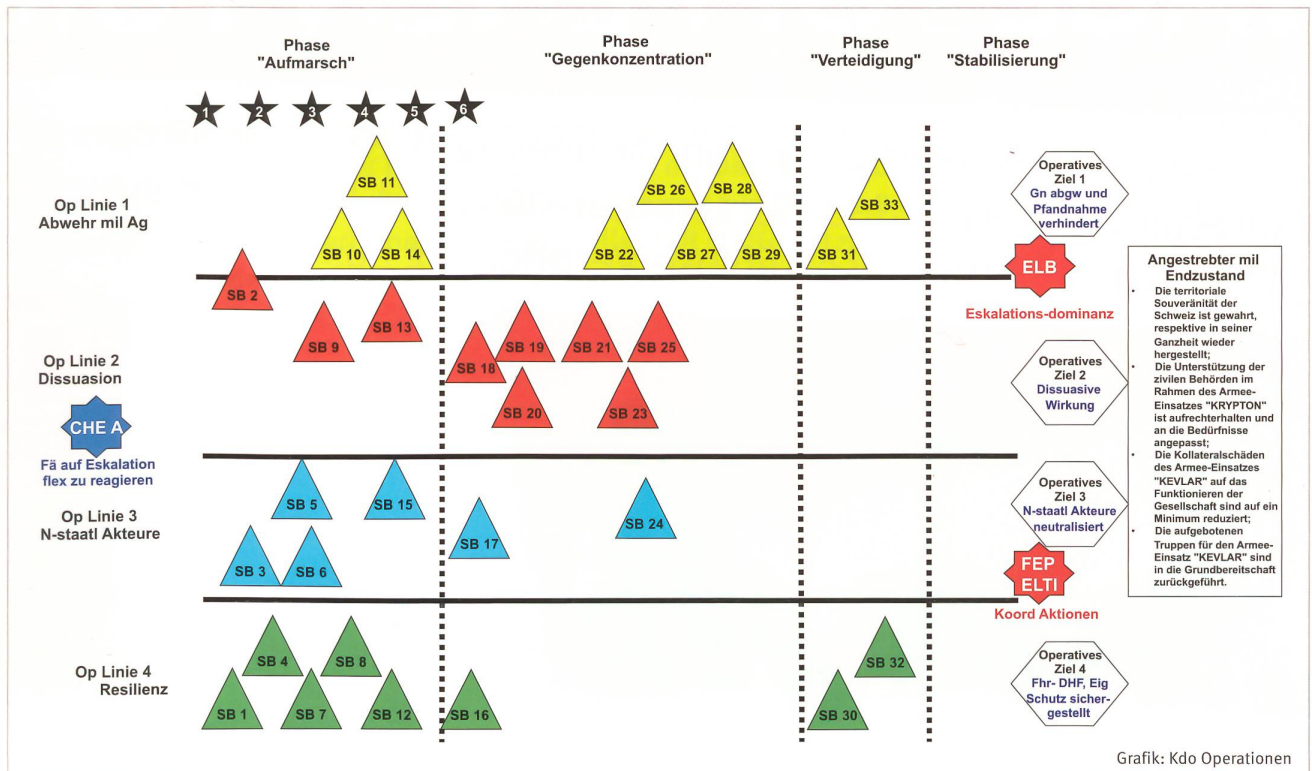 Phase
"Aufmarsch"
Phase
"Gegenkonzentration"
Phase
"Verteidigung"
Phase
"Stabilisierung"
1
2
3
4
5
6
Op Linie 1
Abwehr mil Ag
SB 11
SB 10
SB 14
SB 26
SB 28
SB 22
SB 27
SB 29
SB 33
SB 31
Operatives
Ziel 1
Gn abgw und
Pfandnahme
verhindert
ELB
Eskalations-dominanz
Op Linie 2
Dissuasion
SB 2
SB 9
SB 13
SB 18
SB 19
SB 21
SB 25
SB 20
SB 23
Operatives
Ziel 2
Dissuasive
Wirkung
CHE A
Fä auf Eskalation
flex zu reagieren
Op Linie 3
N-staatl Akteure
SB 5
SB 15
SB 3
SB 6
SB 17
SB 24
Operatives
Ziel 3
N-staatl Akteure
neutralisiert
FEP
ELTI
Koord Aktionen
Op Linie 4
Resilienz
SB 4
SB 8
SB 1
SB 7
SB 12
SB 16
SB 32
SB 30
Operatives
Ziel 4
Fhr- DHF, Eig
Schutz sicher-
gestellt
Angestrebter mil
Endzustand
• Die territoriale
Souveränität der
Schweiz ist gewahrt,
respektive in seiner
Ganzheit wieder
hergestellt;
• Die Unterstützung der
zivilen Behörden im
Rahmen des Armee-
Einsatzes "KRYPTON"
ist aufrechterhalten und
an die Bedürfnisse
angepasst;
• Die Kollateralschäden
des Armee-Einsatzes
"KEVLAR" auf das
Funktionieren der
Gesellschaft sind auf ein
Minimum reduziert;
• Die aufgebotenen
Truppen für den Armee-
Einsatz "KEVLAR" sind
in die Grundbereitschaft
zurückgeführt.
Grafik: Kdo Operationen